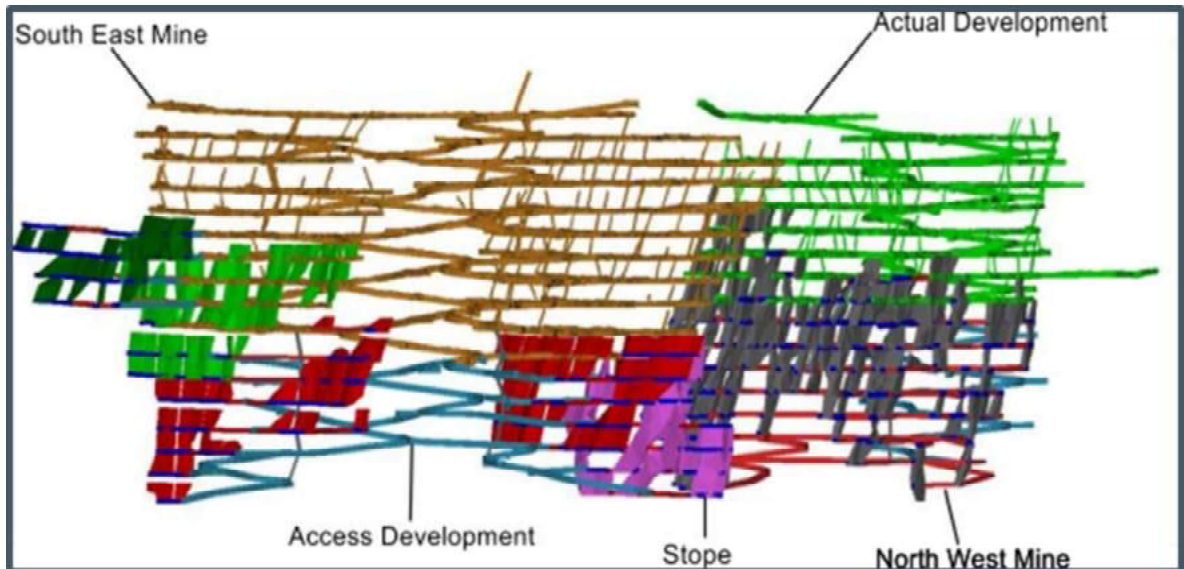 South East Mine
Actual Development
Access Development
Stope
North West Mine